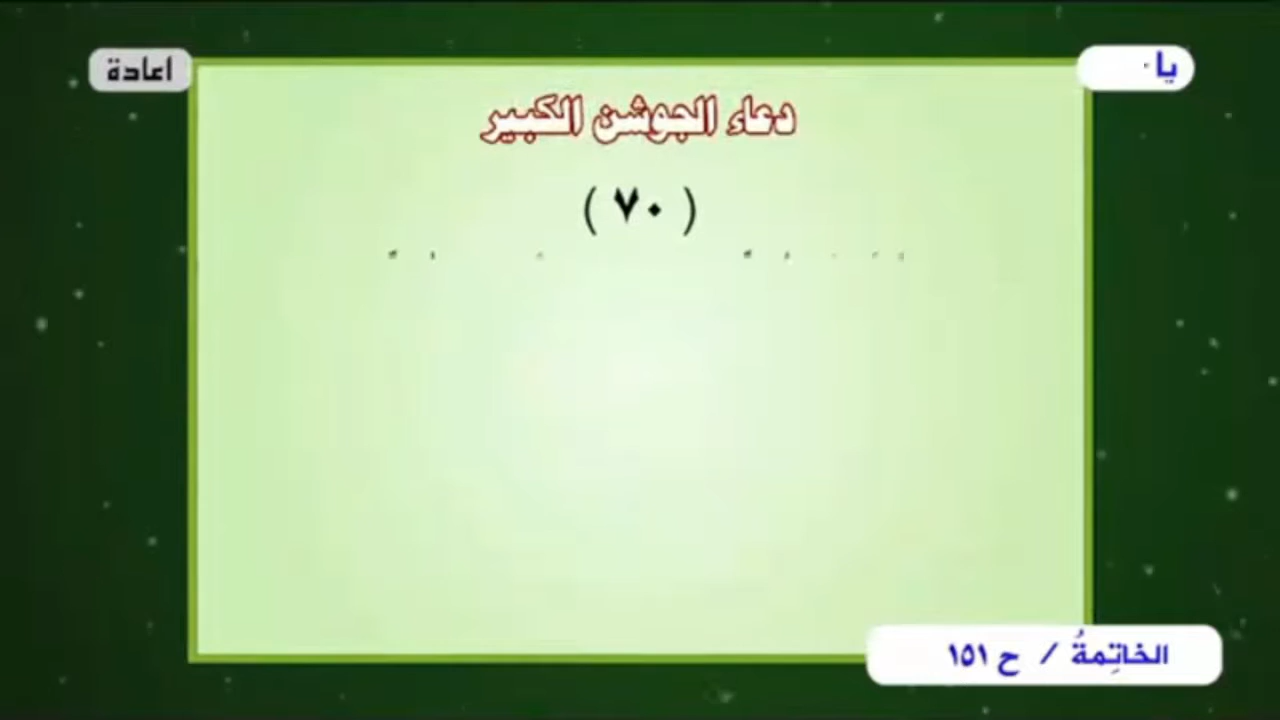 يا
اعادة
دعاء الجوشن الكبير
( ٧٠ )
الخاتِمةُ / ح ١٥١